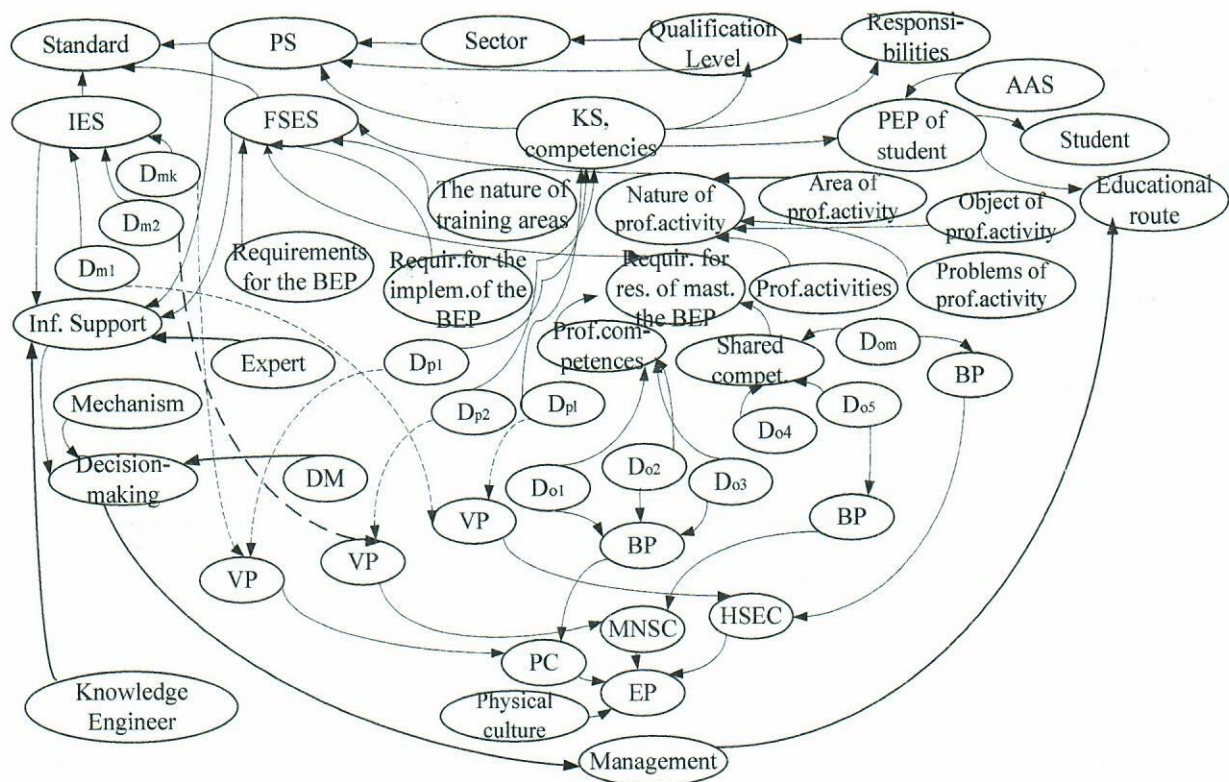 Standard
PS
Sector
Qualification
Level
Responsi-
bilities
AAS
IES
FSES
KS,
competencies
PEP of
student
Student
Dmk
Dm2
Dm1
The nature of
training areas
Nature of
prof.activity
Area of
prof.activity
Educational
route
Object of
prof.activity
Requirements
for the BEP
Requir.for the
implem.of the
BEP
Requir. for
res. of mast.
the BEP
Prof.activities
Problems of
prof.activity
Inf. Support
Expert
Dp1
Prof.com-
petences
Shared
compet.
Dom
BP
Mechanism
Dp2
Dpl
Do4
Do5
Decision-
making
DM
Do1
Do2
Do3
VP
BP
BP
VP
VP
MNSC
HSEC
PC
EP
Knowledge
Engineer
Physical
culture
Management